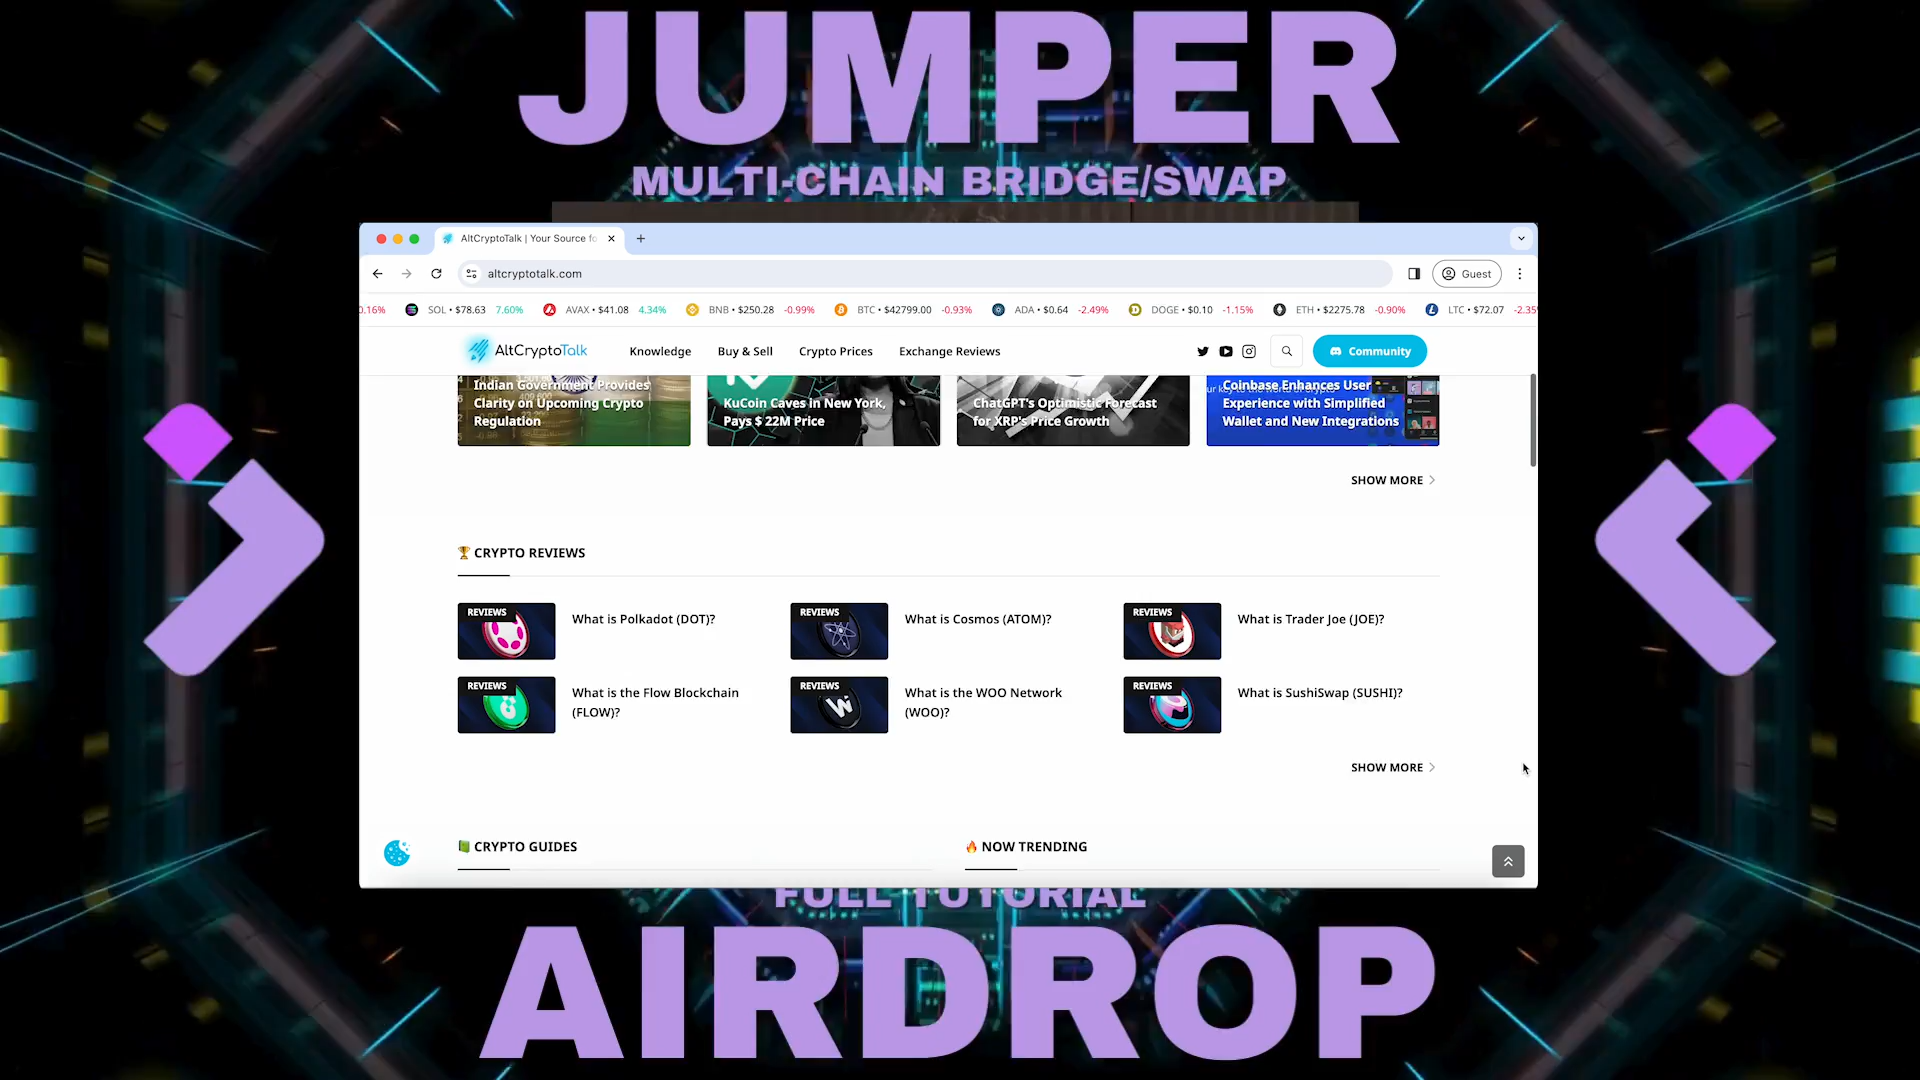 JUMPER
MULTI-CHAIN BRIDGE/SWAP
AltCryptoTalk | Your Source fo
altcryptotalk.com
Guest
0.16% SOL • $78.63 7.60% AVAX • $41.08 4.34% BNB • $250.28 -0.99% BTC • $42799.00 -0.93% ADA • $0.64 -2.49% DOGE • $0.10 -1.15% ETH • $2275.78 -0.90% LTC • $72.07 -2.35
AltCryptoTalk Knowledge Buy & Sell Crypto Prices Exchange Reviews Community
Indian Government Provides
Clarity on Upcoming Crypto
Regulation
KuCoin Caves in New York,
Pays $ 22M Price
ChatGPT's Optimistic Forecast
for XRP's Price Growth
Coinbase Enhances User
Experience with Simplified
Wallet and New Integrations
SHOW MORE
CRYPTO REVIEWS
REVIEWS What is Polkadot (DOT)?
REVIEWS What is Cosmos (ATOM)?
REVIEWS What is Trader Joe (JOE)?
REVIEWS What is the Flow Blockchain
(FLOW)?
REVIEWS What is the WOO Network
(WOO)?
REVIEWS What is SushiSwap (SUSHI)?
SHOW MORE
CRYPTO GUIDES
NOW TRENDING
FULL TUTORIAL
AIRDROP